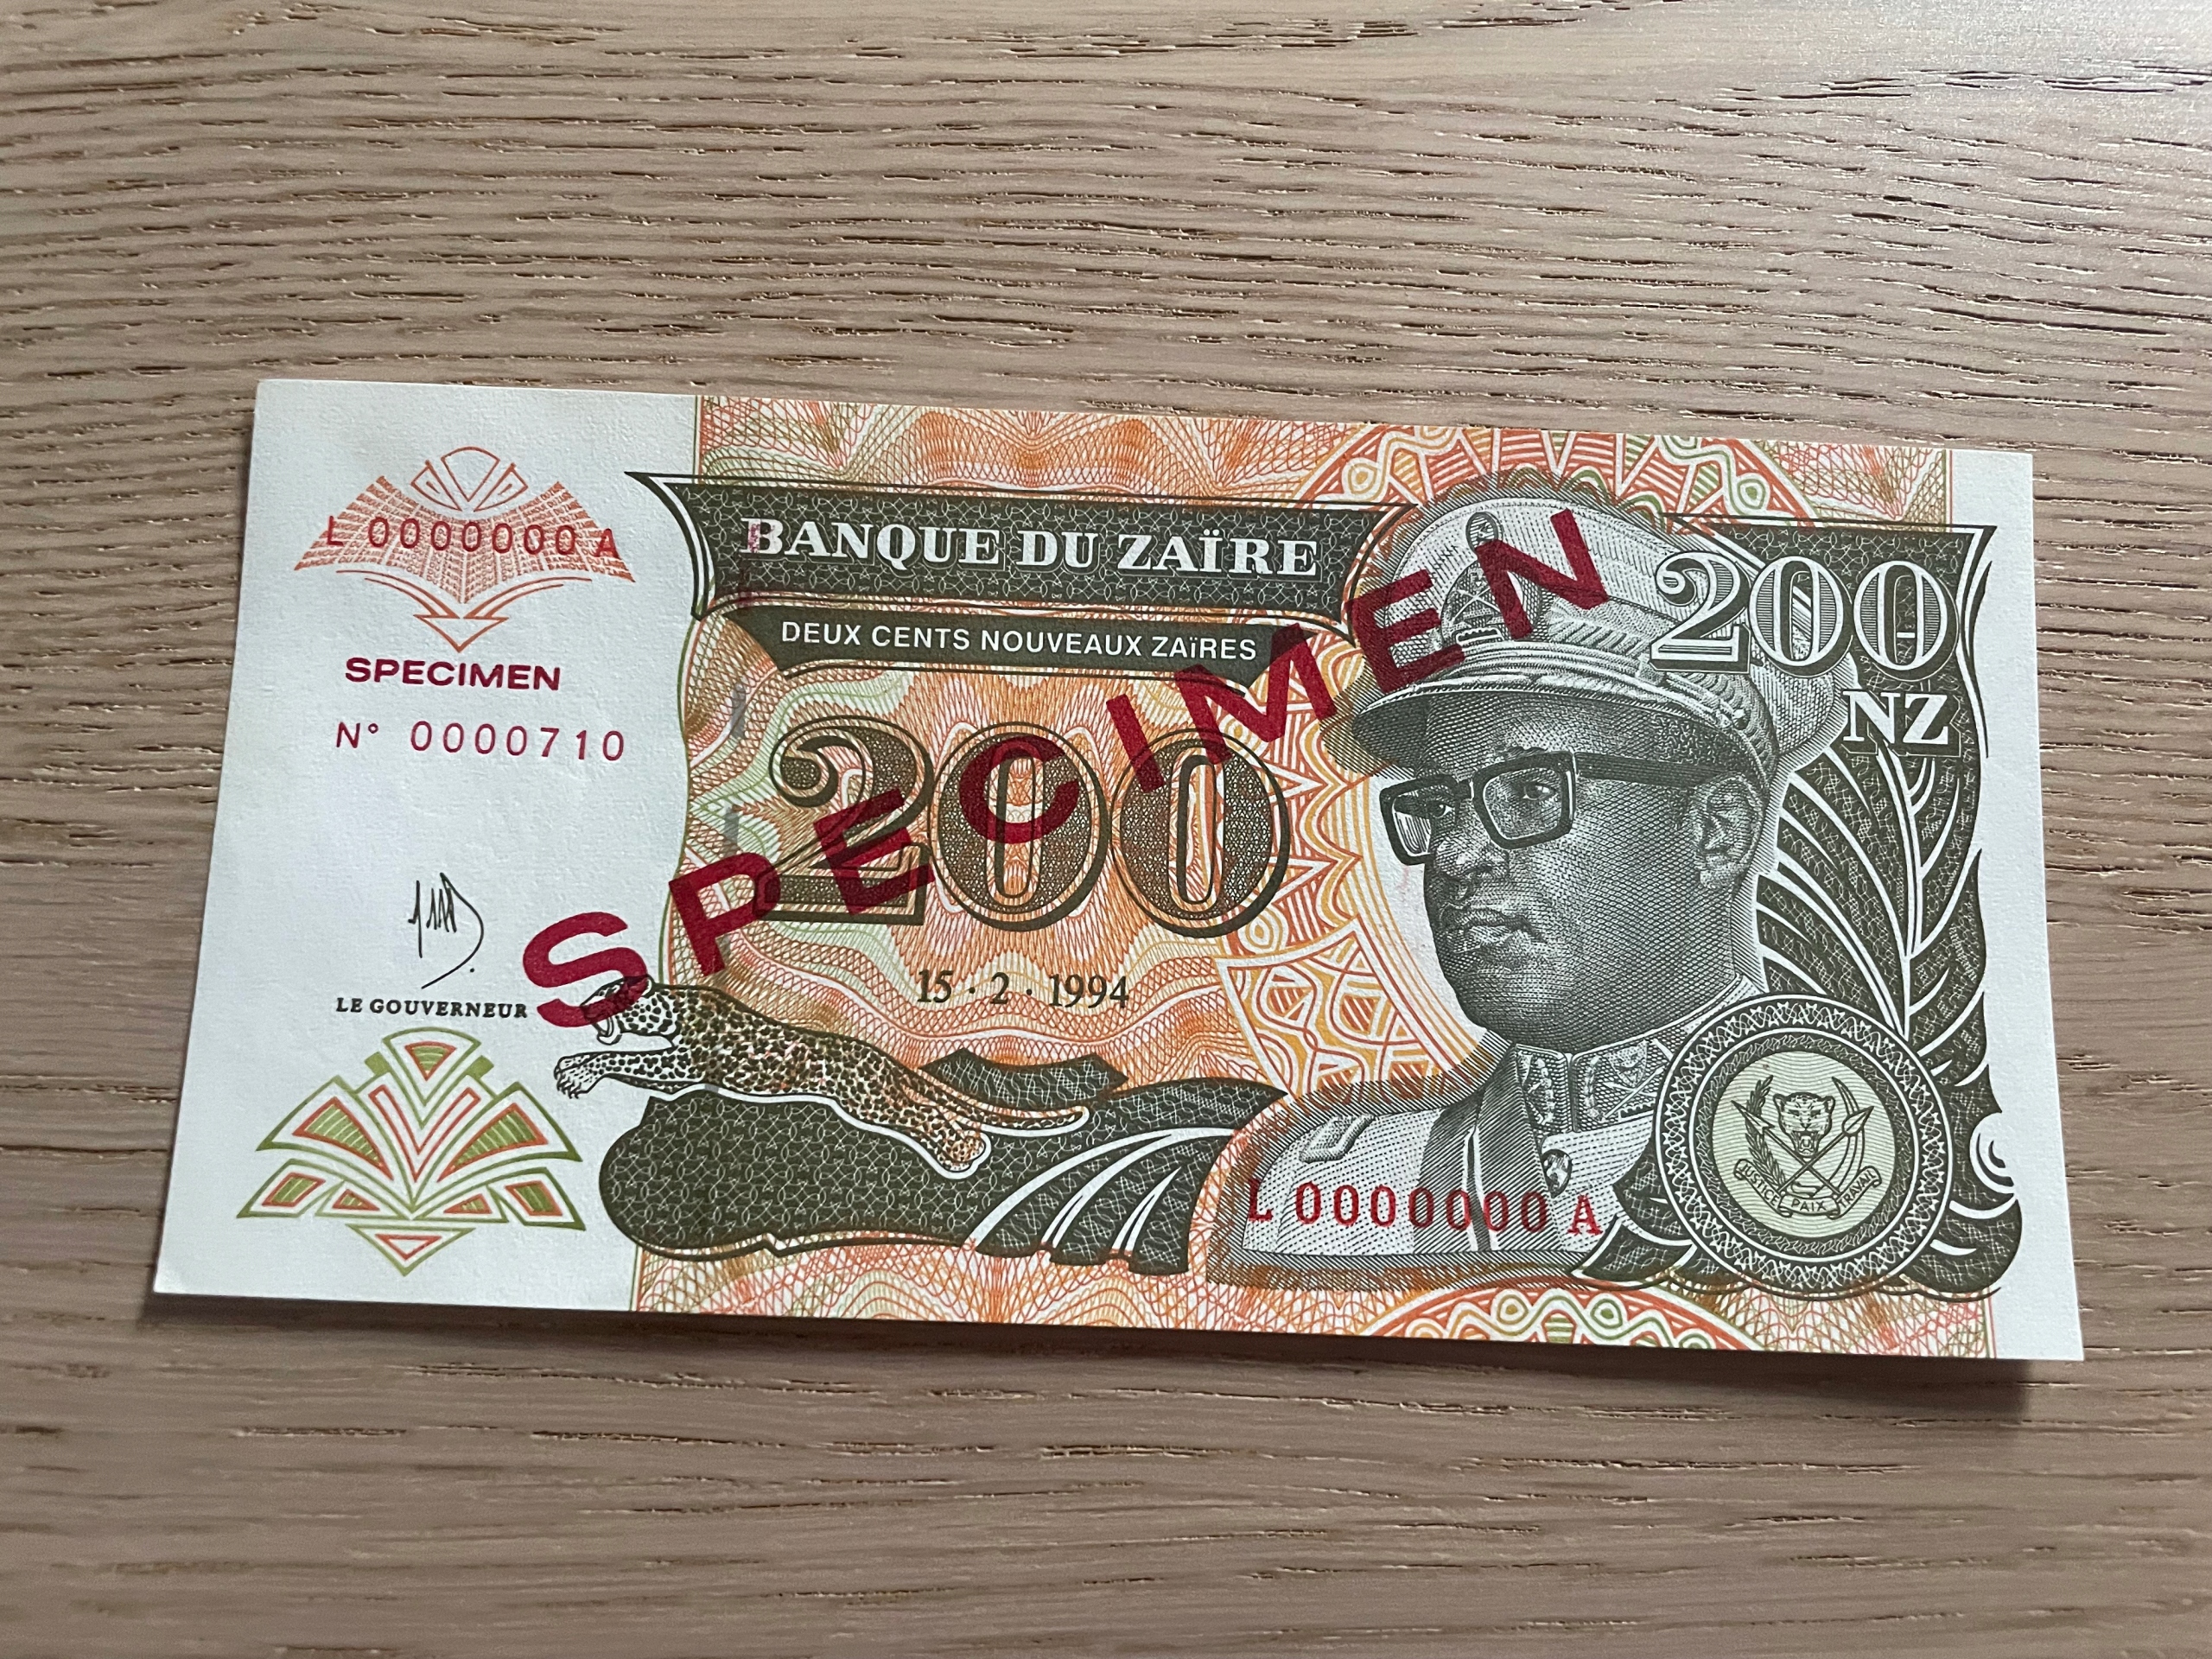 L 0000000 A
SPECIMEN
N° 0000710
LE GOUVERNEUR
BANQUE DU ZAÏRE
DEUX CENTS NOUVEAUX ZAïRES
200
SPECIMEN
15·2·1994
200
NZ
L 0000000 A
JUSTICE PAIX TRAVAIL